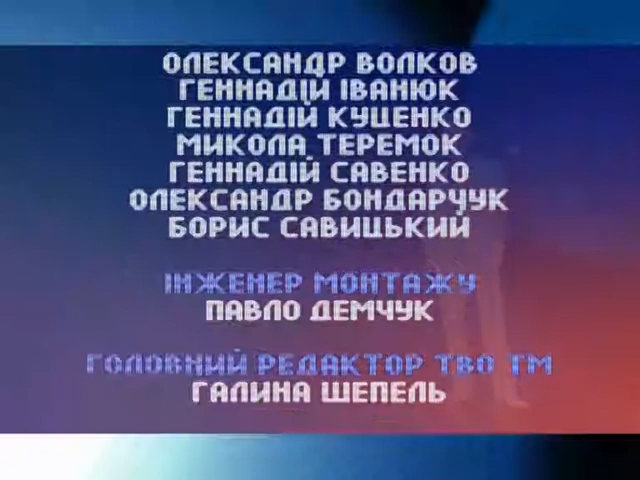 ОЛЕКСАНДР ВОЛКОВ
ГЕННАДІЙ ІВАНЮК
ГЕННАДІЙ КУЦЕНКО
МИКОЛА ТЕРЕМОК
ГЕННАДІЙ САВЕНКО
ОЛЕКСАНДР БОНДАРЧУК
БОРИС САВИЦЬКИЙ
ІНЖЕНЕР МОНТАЖУ
ПАВЛО ДЕМЧУК
ГОЛОВНИЙ РЕДАКТОР ТВО ТМ
ГАЛИНА ШЕПЕЛЬ